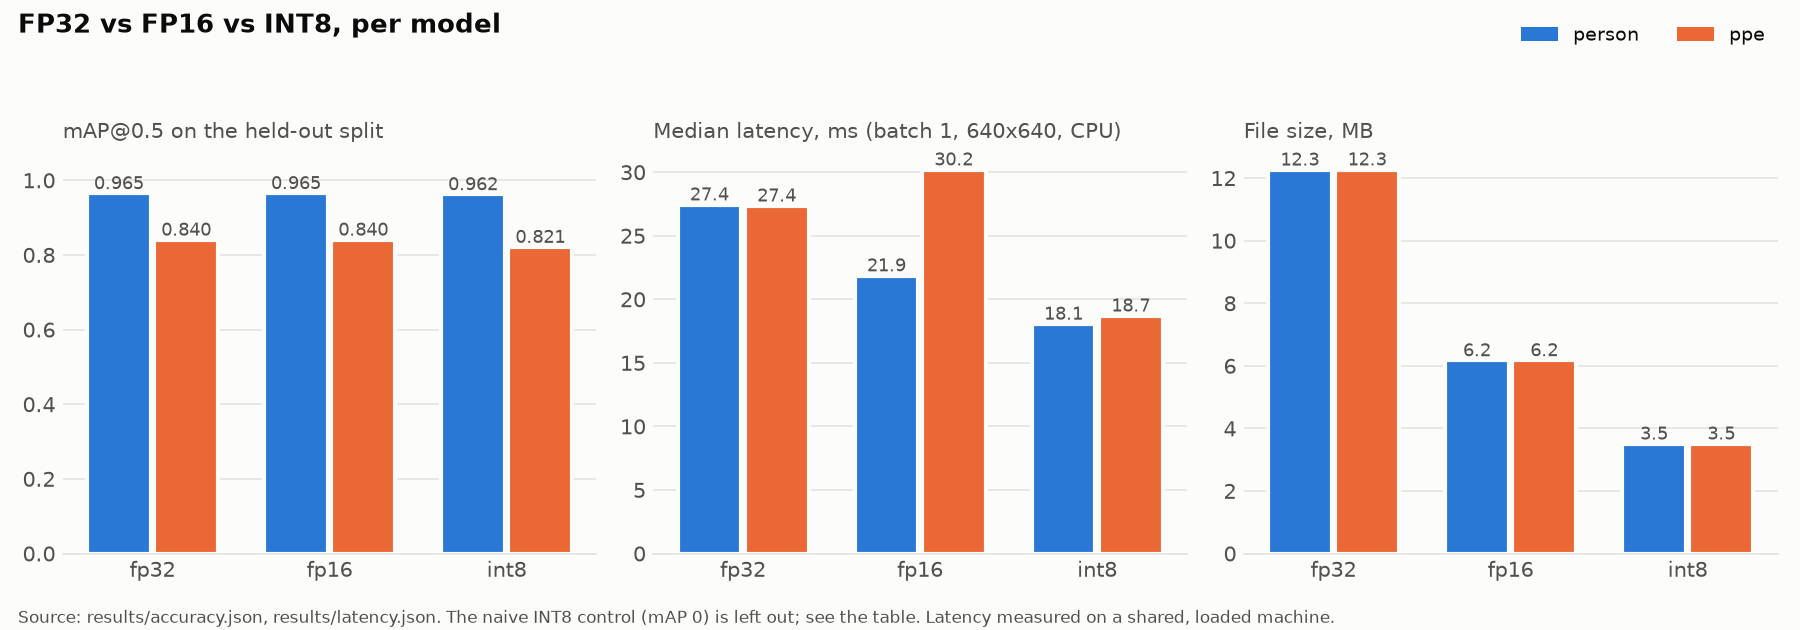 FP32 vs FP16 vs INT8, per model
person
ppe
mAP@0.5 on the held-out split
1.0
0.8
0.6
0.4
0.2
0.0
0.965
0.840
0.965
0.840
0.962
0.821
fp32
fp16
int8
Median latency, ms (batch 1, 640x640, CPU)
30
25
20
15
10
5
0
27.4
27.4
21.9
30.2
18.1
18.7
fp32
fp16
int8
File size, MB
12
10
8
6
4
2
0
12.3
12.3
6.2
6.2
3.5
3.5
fp32
fp16
int8
Source: results/accuracy.json, results/latency.json. The naive INT8 control (mAP 0) is left out; see the table. Latency measured on a shared, loaded machine.